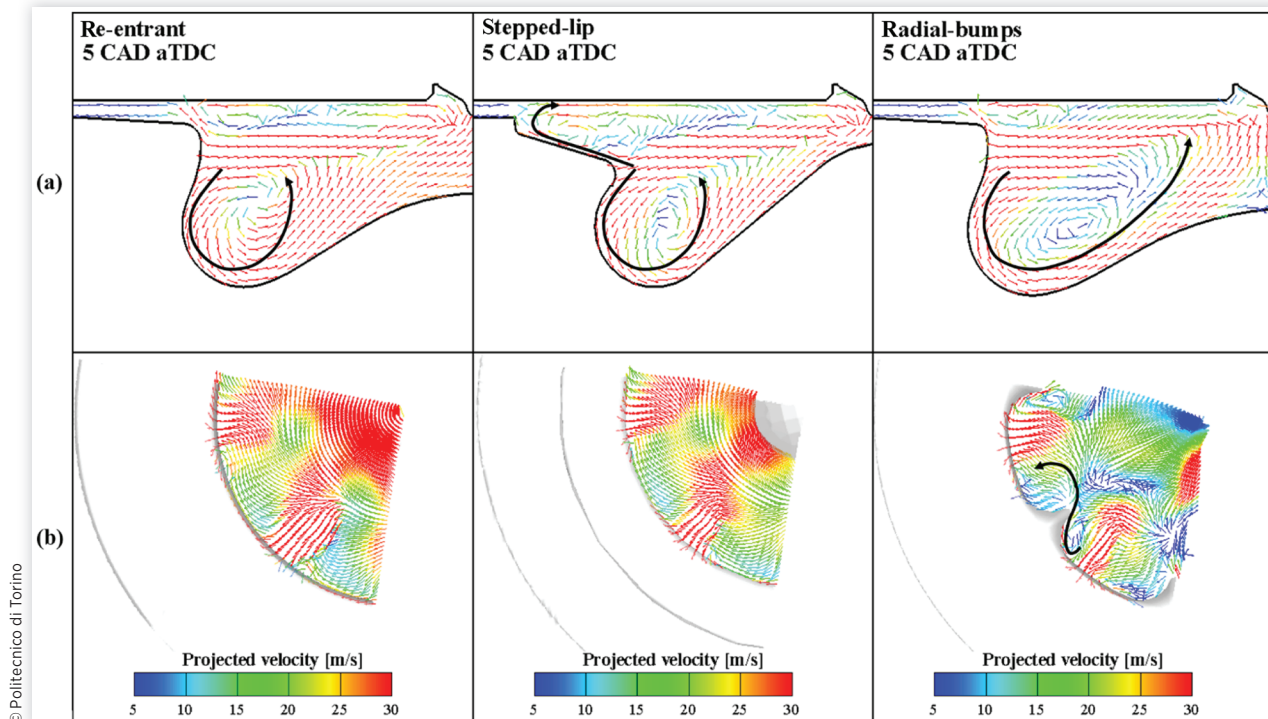 Re-entrant
5 CAD aTDC
Stepped-lip
5 CAD aTDC
Radial-bumps
5 CAD aTDC
(a)
(b)
© Politecnico di Torino
Projected velocity [m/s]
5 10 15 20 25 30
Projected velocity [m/s]
5 10 15 20 25 30
Projected velocity [m/s]
5 10 15 20 25 30